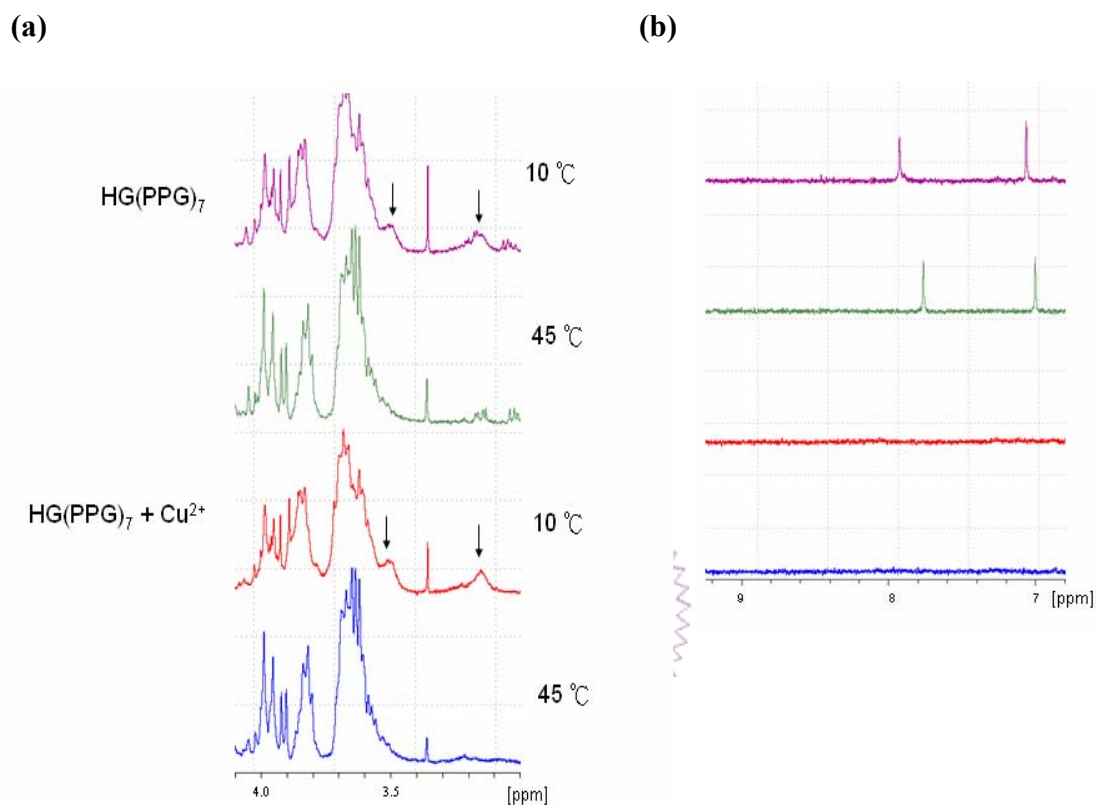 (a)
(b)
HG(PPG)₇
10 °C
45 °C
HG(PPG)₇ + Cu²⁺
10 °C
45 °C
4.0 3.5 [ppm]
9 8 7 [ppm]